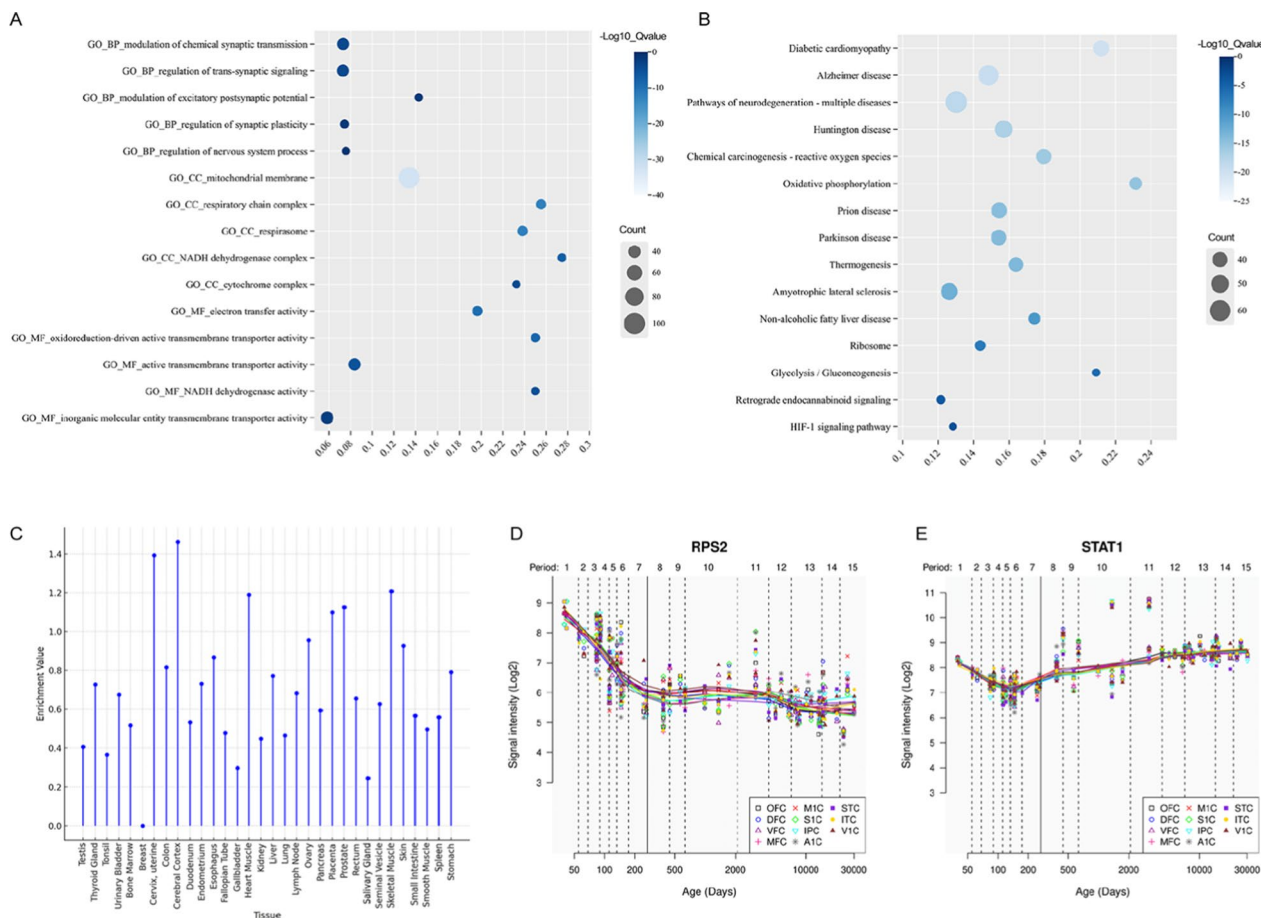 A
GO_BP_modulation of chemical synaptic transmission
GO_BP_regulation of trans-synaptic signaling
GO_BP_modulation of excitatory postsynaptic potential
GO_BP_regulation of synaptic plasticity
GO_BP_regulation of nervous system process
GO_CC_mitochondrial membrane
GO_CC_respiratory chain complex
GO_CC_respirasome
GO_CC_NADH dehydrogenase complex
GO_CC_cytochrome complex
GO_MF_electron transfer activity
GO_MF_oxidoreduction-driven active transmembrane transporter activity
GO_MF_active transmembrane transporter activity
GO_MF_NADH dehydrogenase activity
GO_MF_inorganic molecular entity transmembrane transporter activity
0.06 0.08 0.1 0.12 0.14 0.16 0.18 0.2 0.22 0.24 0.26 0.28 0.3
-Log10_Qvalue
0
-10
-20
-30
-40
Count
40
60
80
100
B
Diabetic cardiomyopathy
Alzheimer disease
Pathways of neurodegeneration - multiple diseases
Huntington disease
Chemical carcinogenesis - reactive oxygen species
Oxidative phosphorylation
Prion disease
Parkinson disease
Thermogenesis
Amyotrophic lateral sclerosis
Non-alcoholic fatty liver disease
Ribosome
Glycolysis / Gluconeogenesis
Retrograde endocannabinoid signaling
HIF-1 signaling pathway
0.1 0.12 0.14 0.16 0.18 0.2 0.22 0.24
-Log10_Qvalue
0
-5
-10
-15
-20
-25
Count
40
50
60
C
Enrichment Value
1.4
1.2
1.0
0.8
0.6
0.4
0.2
0.0
Testis
Thyroid Gland
Tonsil
Urinary Bladder
Bone Marrow
Breast
Cervix, uterine
Cerebral Cortex
Colon
Duodenum
Endometrium
Esophagus
Fallopian Tube
Gallbladder
Heart Muscle
Kidney
Liver
Lung
Lymph Node
Ovary
Pancreas
Placenta
Prostate
Rectum
Salivary Gland
Seminal Vesicle
Skeletal Muscle
Skin
Small Intestine
Smooth Muscle
Spleen
Stomach
Tissue
D
RPS2
Period: 1 2 3 4 5 6 7 8 9 10 11 12 13 14 15
Signal intensity (Log2)
9
8
7
6
5
4
3
OFC M1C STC
DFC S1C ITC
VFC IPC V1C
MFC A1C
50 100 200 500 2000 10000 30000
Age (Days)
E
STAT1
Period: 1 2 3 4 5 6 7 8 9 10 11 12 13 14 15
Signal intensity (Log2)
11
10
9
8
7
6
5
4
3
OFC M1C STC
DFC S1C ITC
VFC IPC V1C
MFC A1C
50 100 200 500 2000 10000 30000
Age (Days)